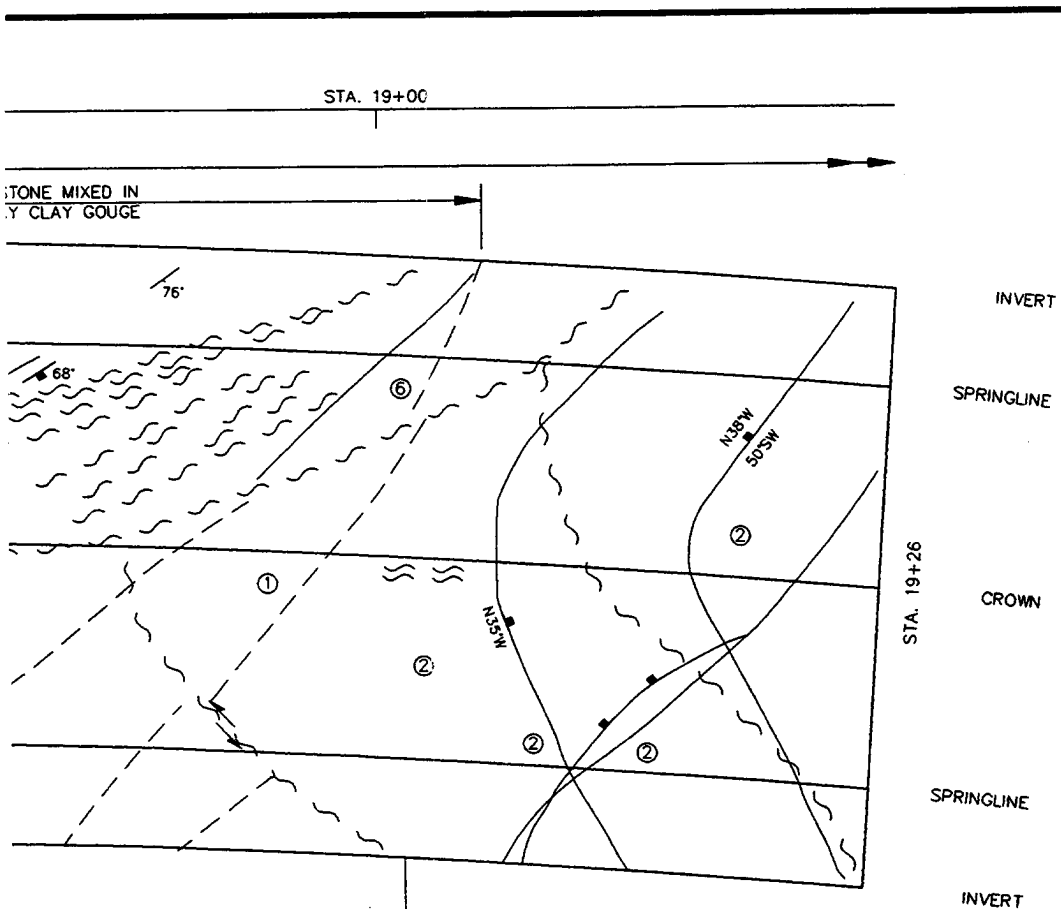 STA. 19+00
STONE MIXED IN
Y CLAY GOUGE
76°
INVERT
68°
⑥
SPRINGLINE
N38°W
50°SW
②
STA. 19+26
①
CROWN
N35°W
②
②
②
SPRINGLINE
INVERT